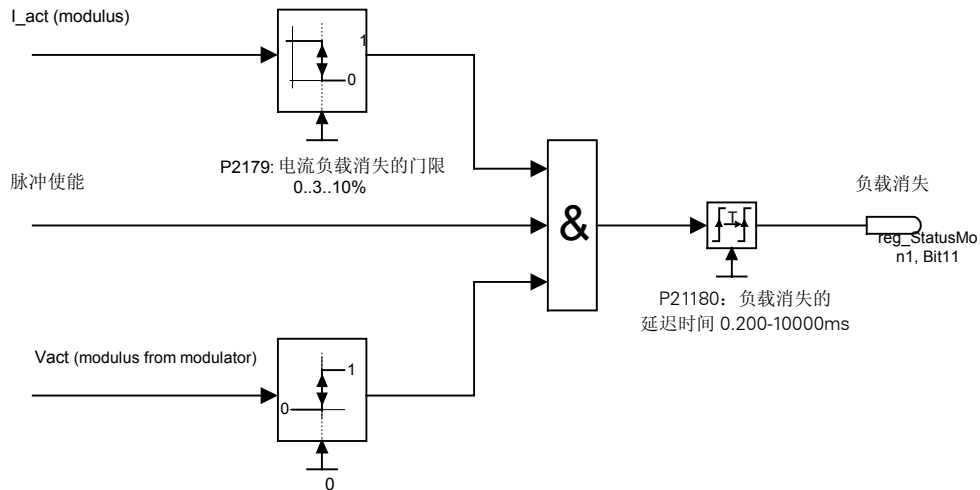 I_act (modulus)
1
0
P2179: 电流负载消失的门限
0..3..10%
脉冲使能
&
T
负载消失
reg_StatusMo
n1, Bit11
P21180：负载消失的
延迟时间 0.200-10000ms
Vact (modulus from modulator)
1
0
0